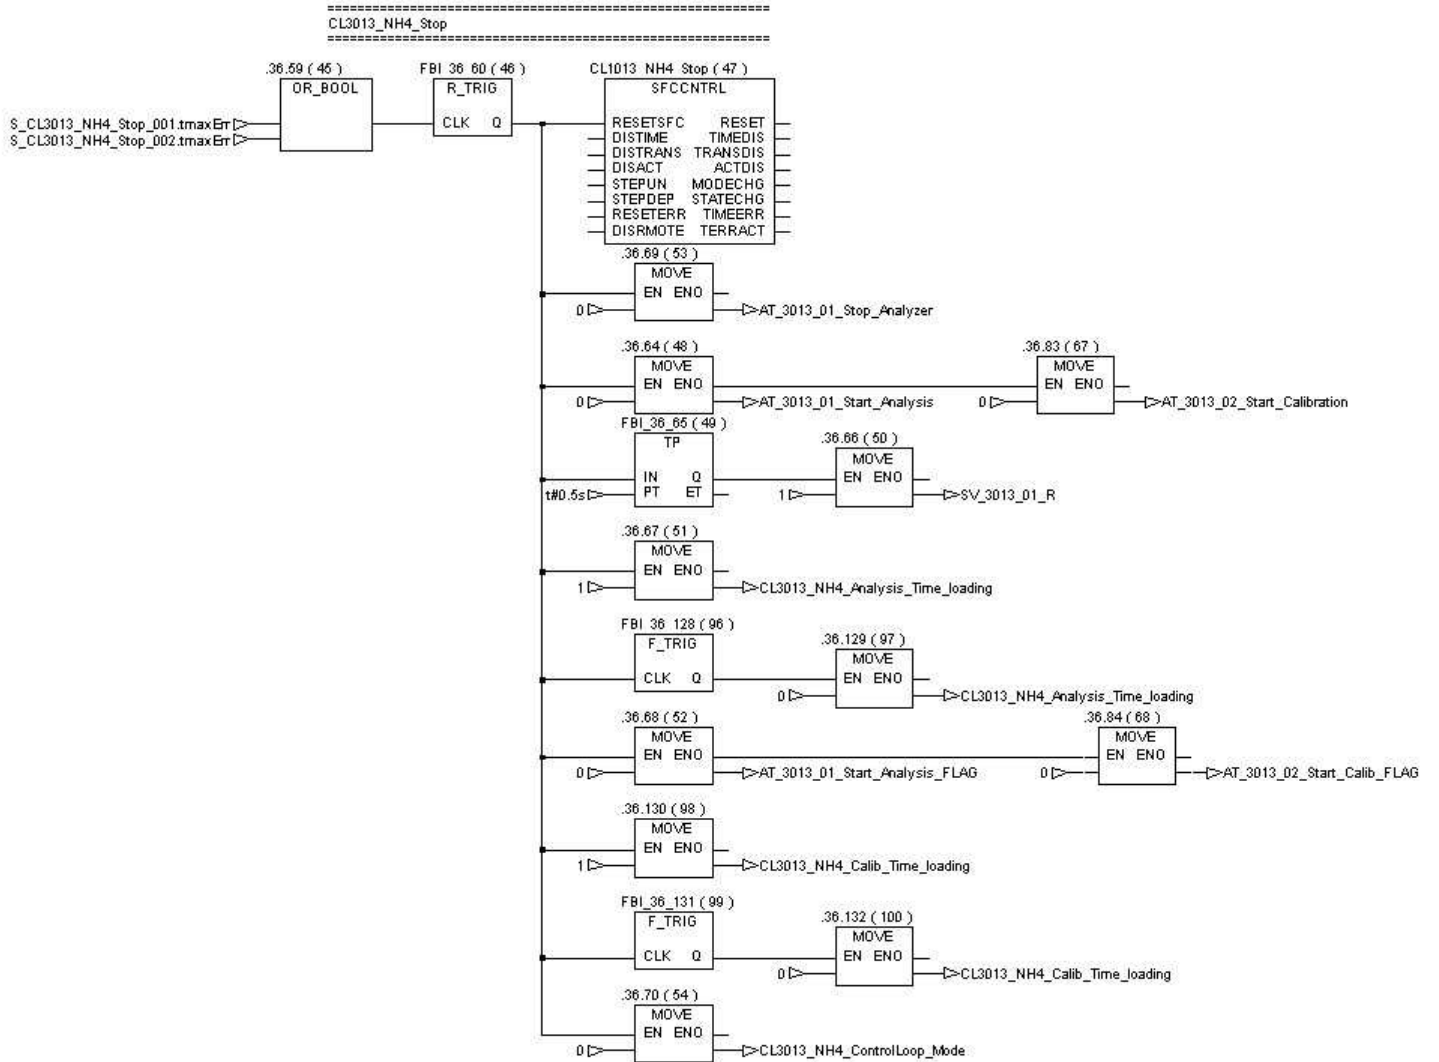 ==========================================================
CL3013_NH4_Stop
==========================================================
.36.59 ( 45 ) FBI_36_60 ( 46 ) CL1013_NH4_Stop ( 47 )
OR_BOOL R_TRIG SFCCNTRL
S_CL3013_NH4_Stop_001.tmaxErr CLK Q RESETSFC RESET
S_CL3013_NH4_Stop_002.tmaxErr DISTIME TIMEDIS
DISTRANS TRANSDIS
DISACT ACTDIS
STEPUN MODECHG
STEPDEP STATECHG
RESETERR TIMEERR
DISRMOTE TERRACT
.36.69 ( 53 )
MOVE
EN ENO
0 AT_3013_01_Stop_Analyzer
.36.64 ( 48 ) .36.83 ( 67 )
MOVE MOVE
EN ENO EN ENO
0 AT_3013_01_Start_Analysis 0 AT_3013_02_Start_Calibration
FBI_36_65 ( 49 ) .36.66 ( 50 )
TP MOVE
IN Q EN ENO
t#0.5s PT ET 1 SV_3013_01_R
.36.67 ( 51 )
MOVE
EN ENO
1 CL3013_NH4_Analysis_Time_loading
FBI_36_128 ( 96 ) .36.129 ( 97 )
F_TRIG MOVE
CLK Q EN ENO
0 CL3013_NH4_Analysis_Time_loading
.36.68 ( 52 ) .36.84 ( 68 )
MOVE MOVE
EN ENO EN ENO
0 AT_3013_01_Start_Analysis_FLAG 0 AT_3013_02_Start_Calib_FLAG
.36.130 ( 98 )
MOVE
EN ENO
1 CL3013_NH4_Calib_Time_loading
FBI_36_131 ( 99 ) .36.132 ( 100 )
F_TRIG MOVE
CLK Q EN ENO
0 CL3013_NH4_Calib_Time_loading
.36.70 ( 54 )
MOVE
EN ENO
0 CL3013_NH4_ControlLoop_Mode